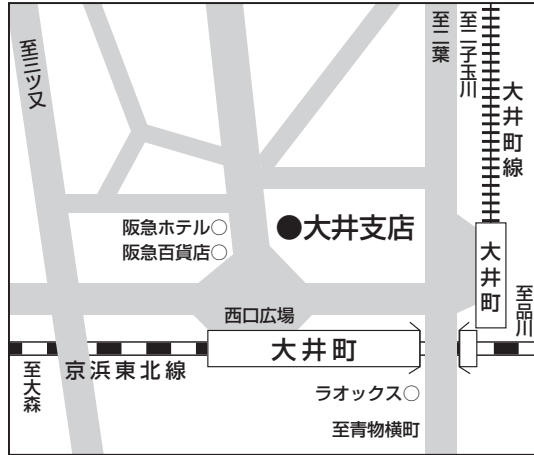 至三ツ又
至二葉
至二子玉川
大井町線
阪急ホテル○
阪急百貨店○
●大井支店
大井町
至品川
西口広場
大井町
京浜東北線
至大森
ラオックス○
至青物横町